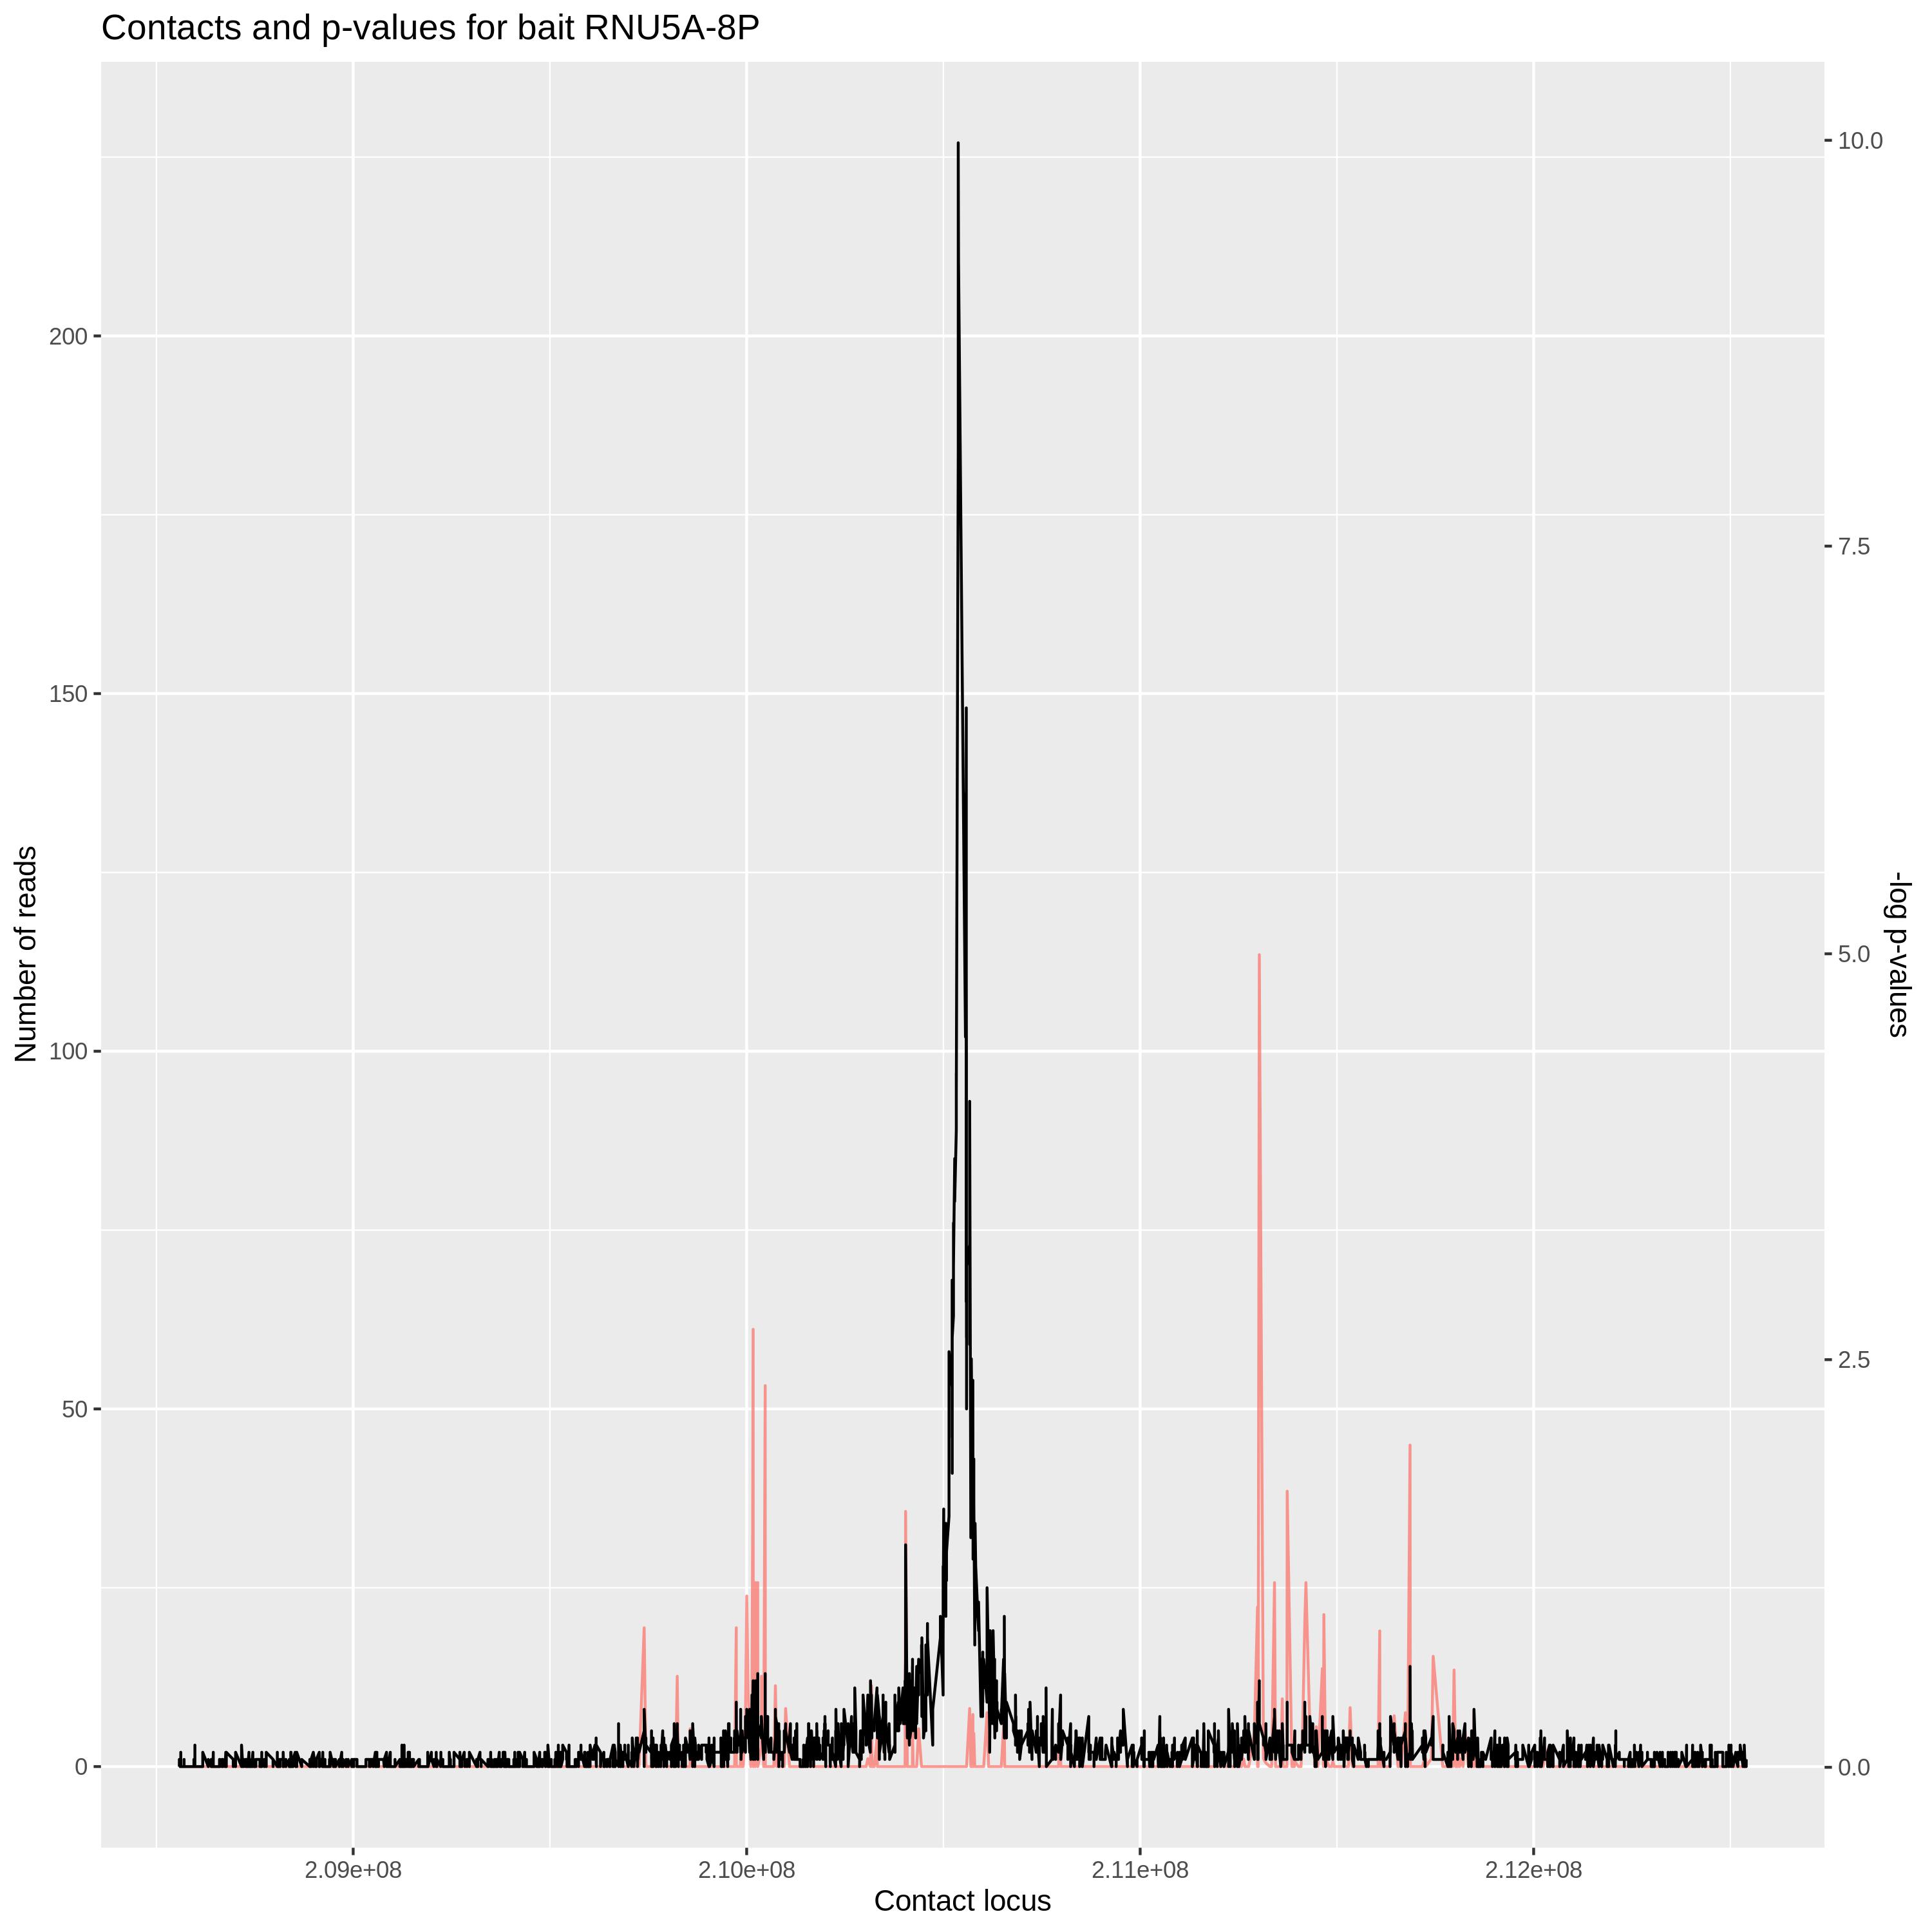 Contacts and p-values for bait RNU5A-8P
Number of reads
200
150
100
50
0
10.0
7.5
5.0
2.5
0.0
-log p-values
2.09e+08 2.10e+08 2.11e+08 2.12e+08
Contact locus